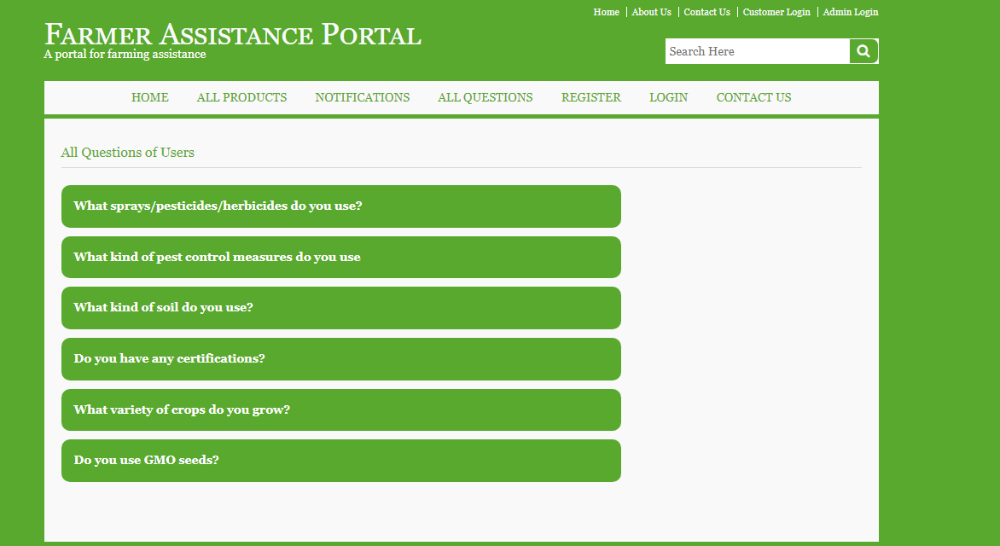 Home | About Us | Contact Us | Customer Login | Admin Login
Farmer Assistance Portal
A portal for farming assistance
Search Here
HOME ALL PRODUCTS NOTIFICATIONS ALL QUESTIONS REGISTER LOGIN CONTACT US
All Questions of Users
What sprays/pesticides/herbicides do you use?
What kind of pest control measures do you use
What kind of soil do you use?
Do you have any certifications?
What variety of crops do you grow?
Do you use GMO seeds?